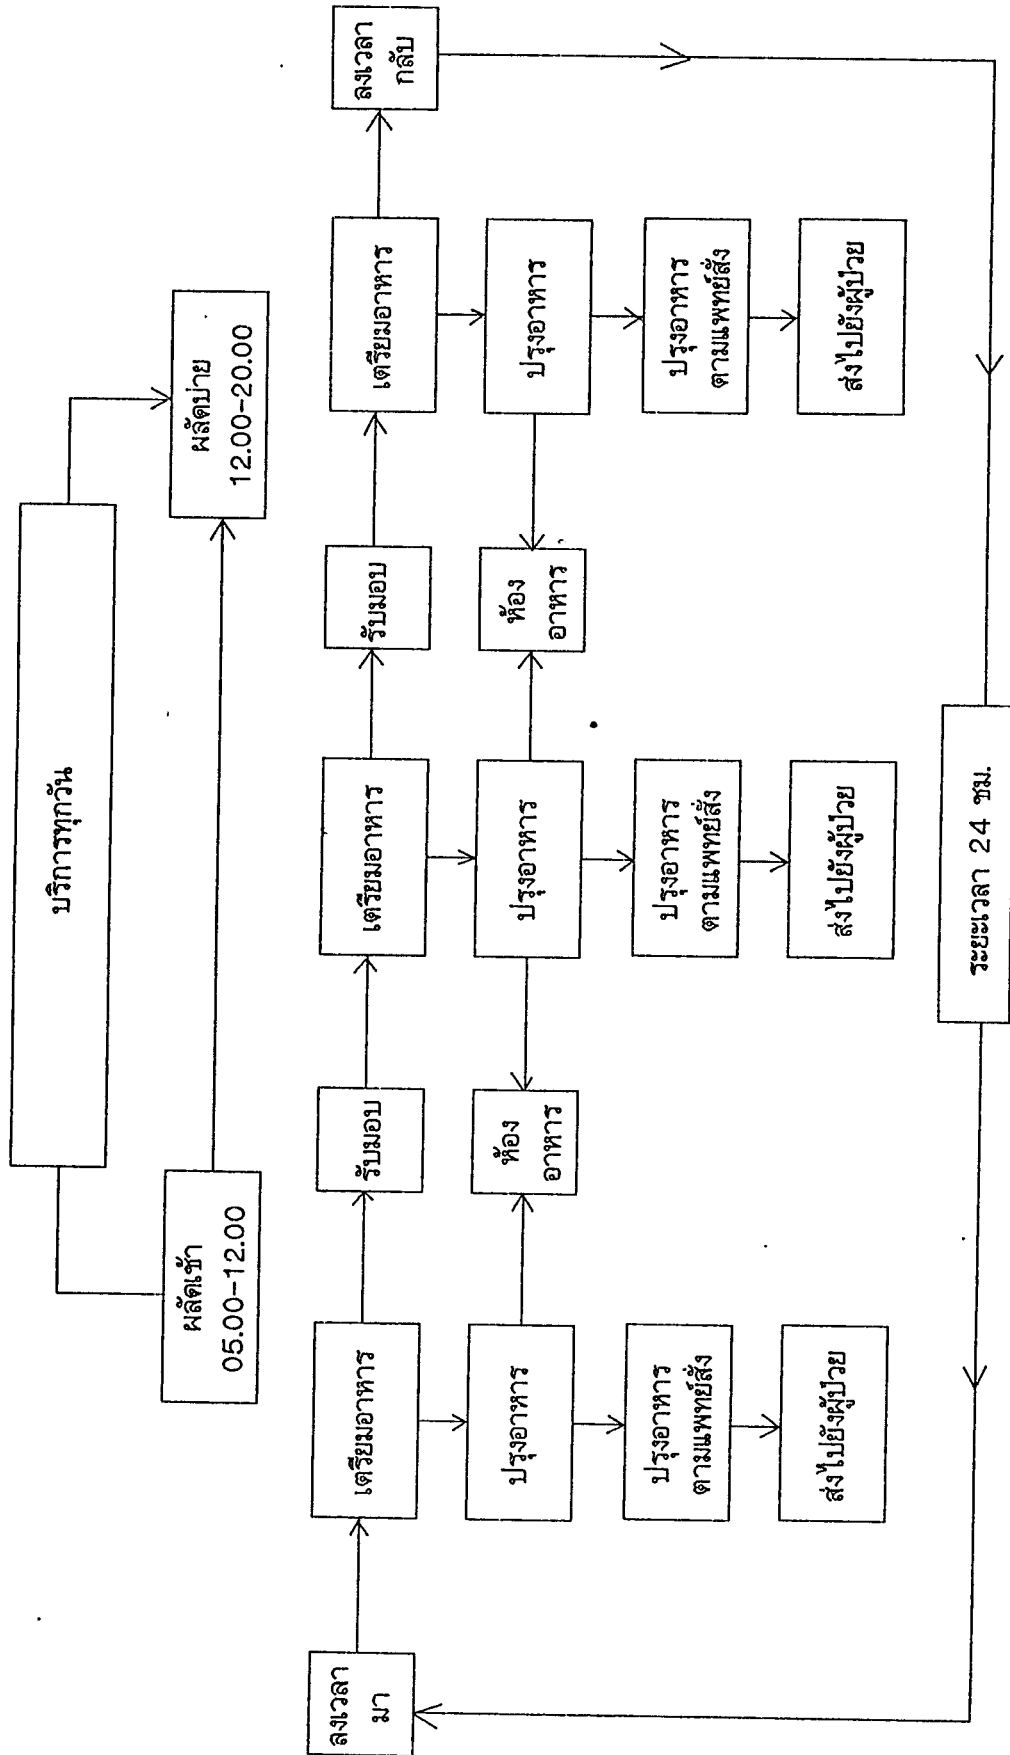 บริการทุกวัน
ผลัดเช้า
05.00-12.00
ผลัดบ่าย
12.00-20.00
ลงเวลา
มา
เตรียมอาหาร
รับมอบ
เตรียมอาหาร
รับมอบ
เตรียมอาหาร
ลงเวลา
กลับ
ปรุงอาหาร
ห้อง
อาหาร
ปรุงอาหาร
ห้อง
อาหาร
ปรุงอาหาร
ปรุงอาหาร
ตามแพทย์สั่ง
ปรุงอาหาร
ตามแพทย์สั่ง
ปรุงอาหาร
ตามแพทย์สั่ง
ส่งไปยังผู้ป่วย
ส่งไปยังผู้ป่วย
ส่งไปยังผู้ป่วย
ระยะเวลา 24 ชม.